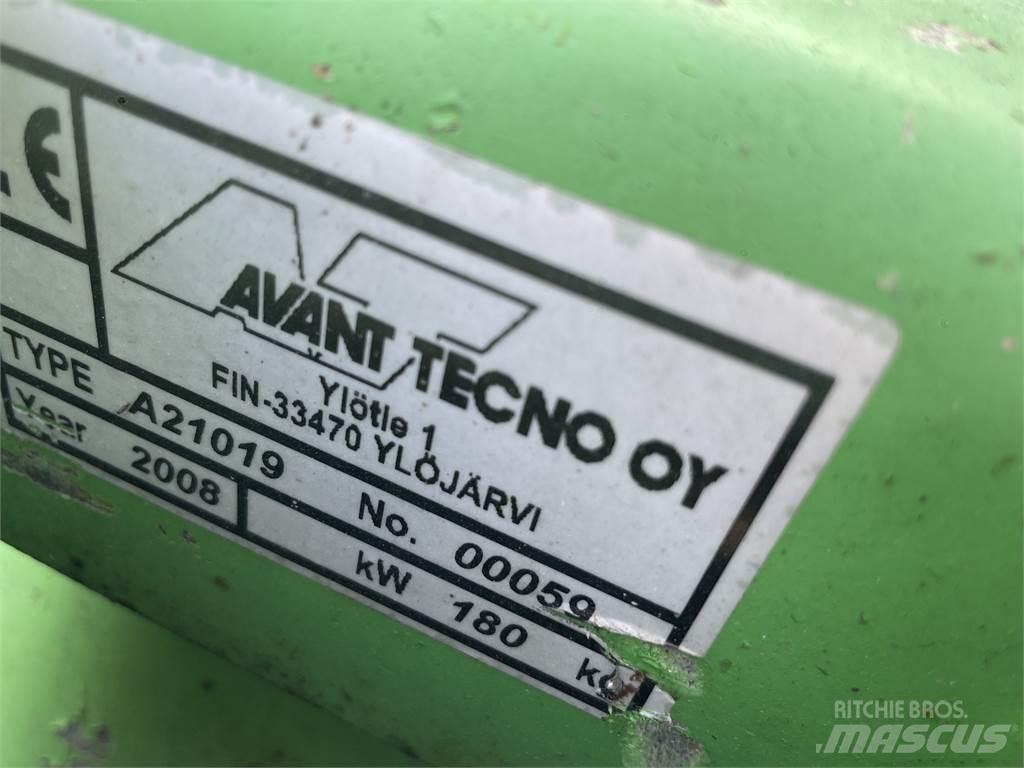 CE
AVANT TECNO OY
Ylötie 1
FIN-33470 YLÖJÄRVI
TYPE A21019 No. 00059
Year 2008 kW 180 kg
RITCHIE BROS.
MASCUS